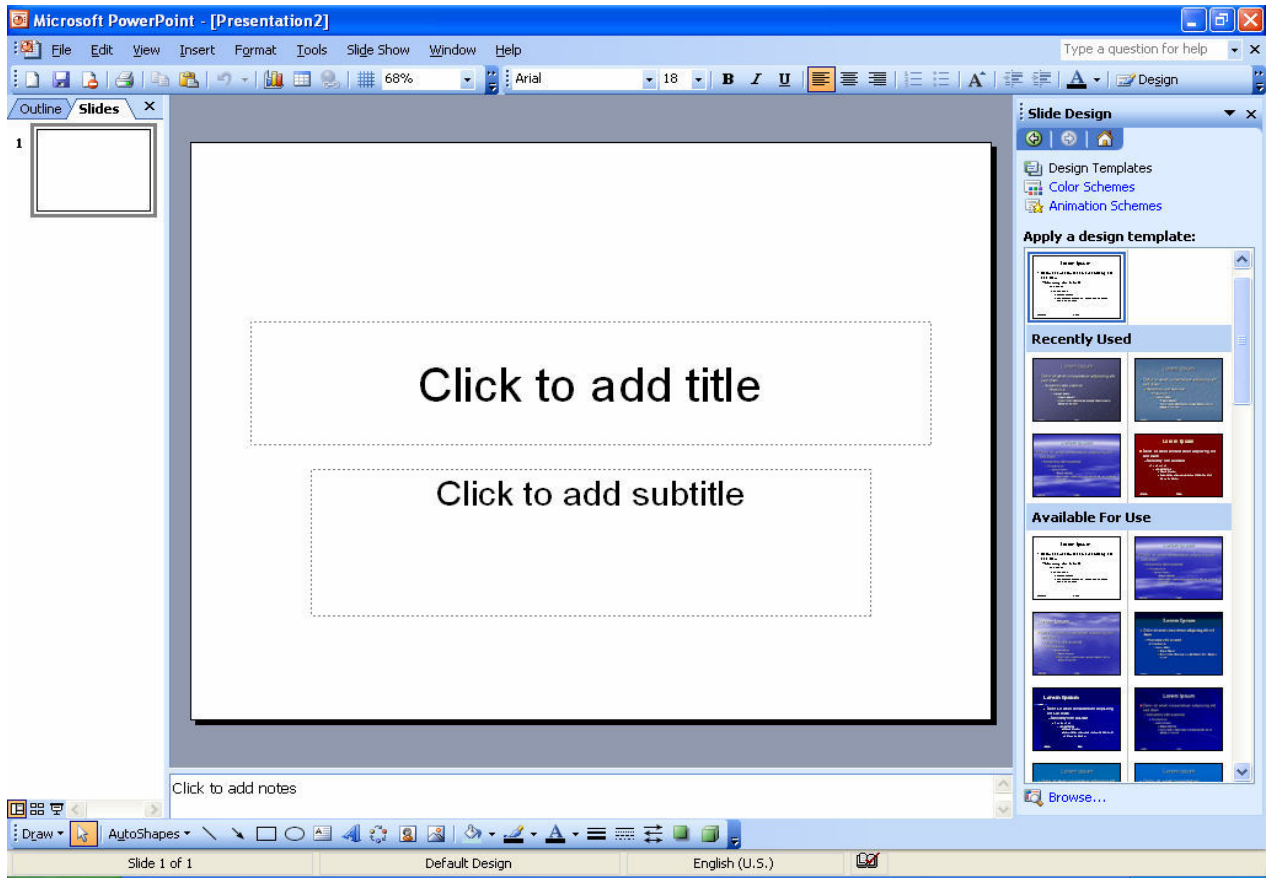 Microsoft PowerPoint - [Presentation2]
File Edit View Insert Format Tools Slide Show Window Help Type a question for help
68% Arial 18 B I U A A Design
Outline Slides
Slide Design
1
Design Templates
Color Schemes
Animation Schemes
Apply a design template:
Recently Used
Click to add title
Click to add subtitle
Available For Use
Click to add notes
Browse...
Draw AutoShapes A A
Slide 1 of 1 Default Design English (U.S.)